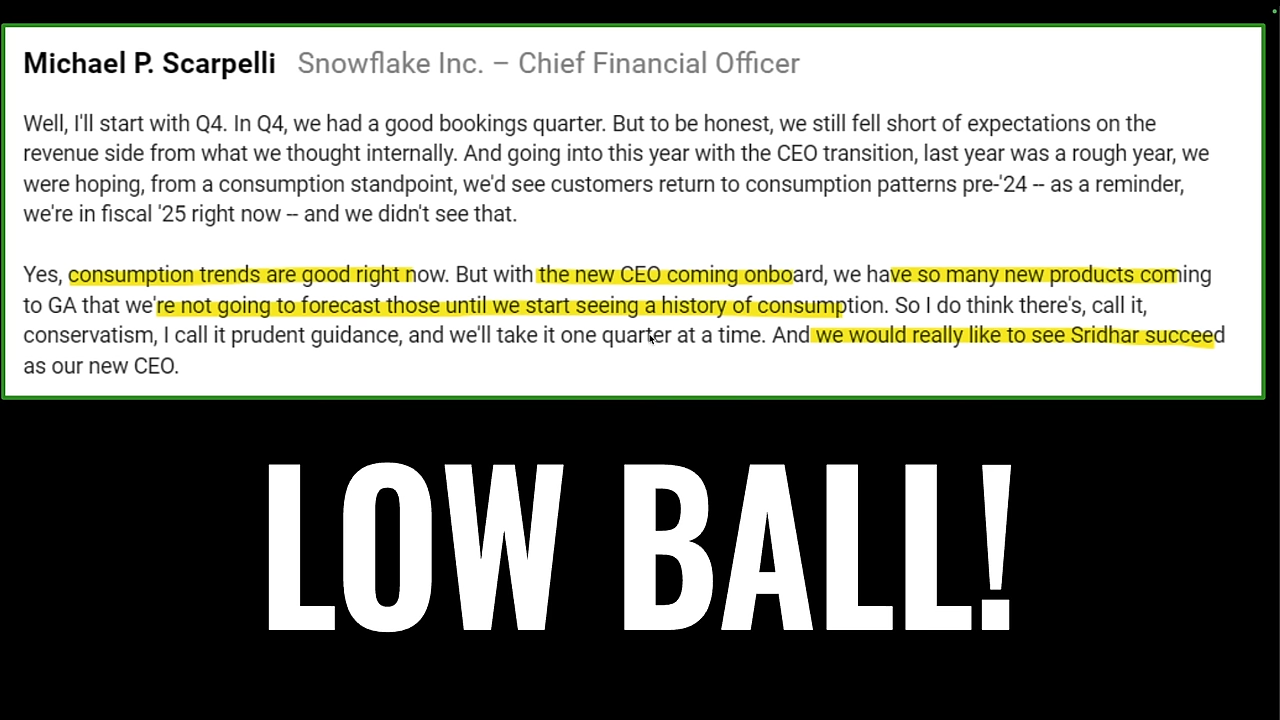 Michael P. Scarpelli Snowflake Inc. – Chief Financial Officer
Well, I'll start with Q4. In Q4, we had a good bookings quarter. But to be honest, we still fell short of expectations on the
revenue side from what we thought internally. And going into this year with the CEO transition, last year was a rough year, we
were hoping, from a consumption standpoint, we'd see customers return to consumption patterns pre-'24 -- as a reminder,
we're in fiscal '25 right now -- and we didn't see that.
Yes, consumption trends are good right now. But with the new CEO coming onboard, we have so many new products coming
to GA that we're not going to forecast those until we start seeing a history of consumption. So I do think there's, call it,
conservatism, I call it prudent guidance, and we'll take it one quarter at a time. And we would really like to see Sridhar succeed
as our new CEO.
LOW BALL!